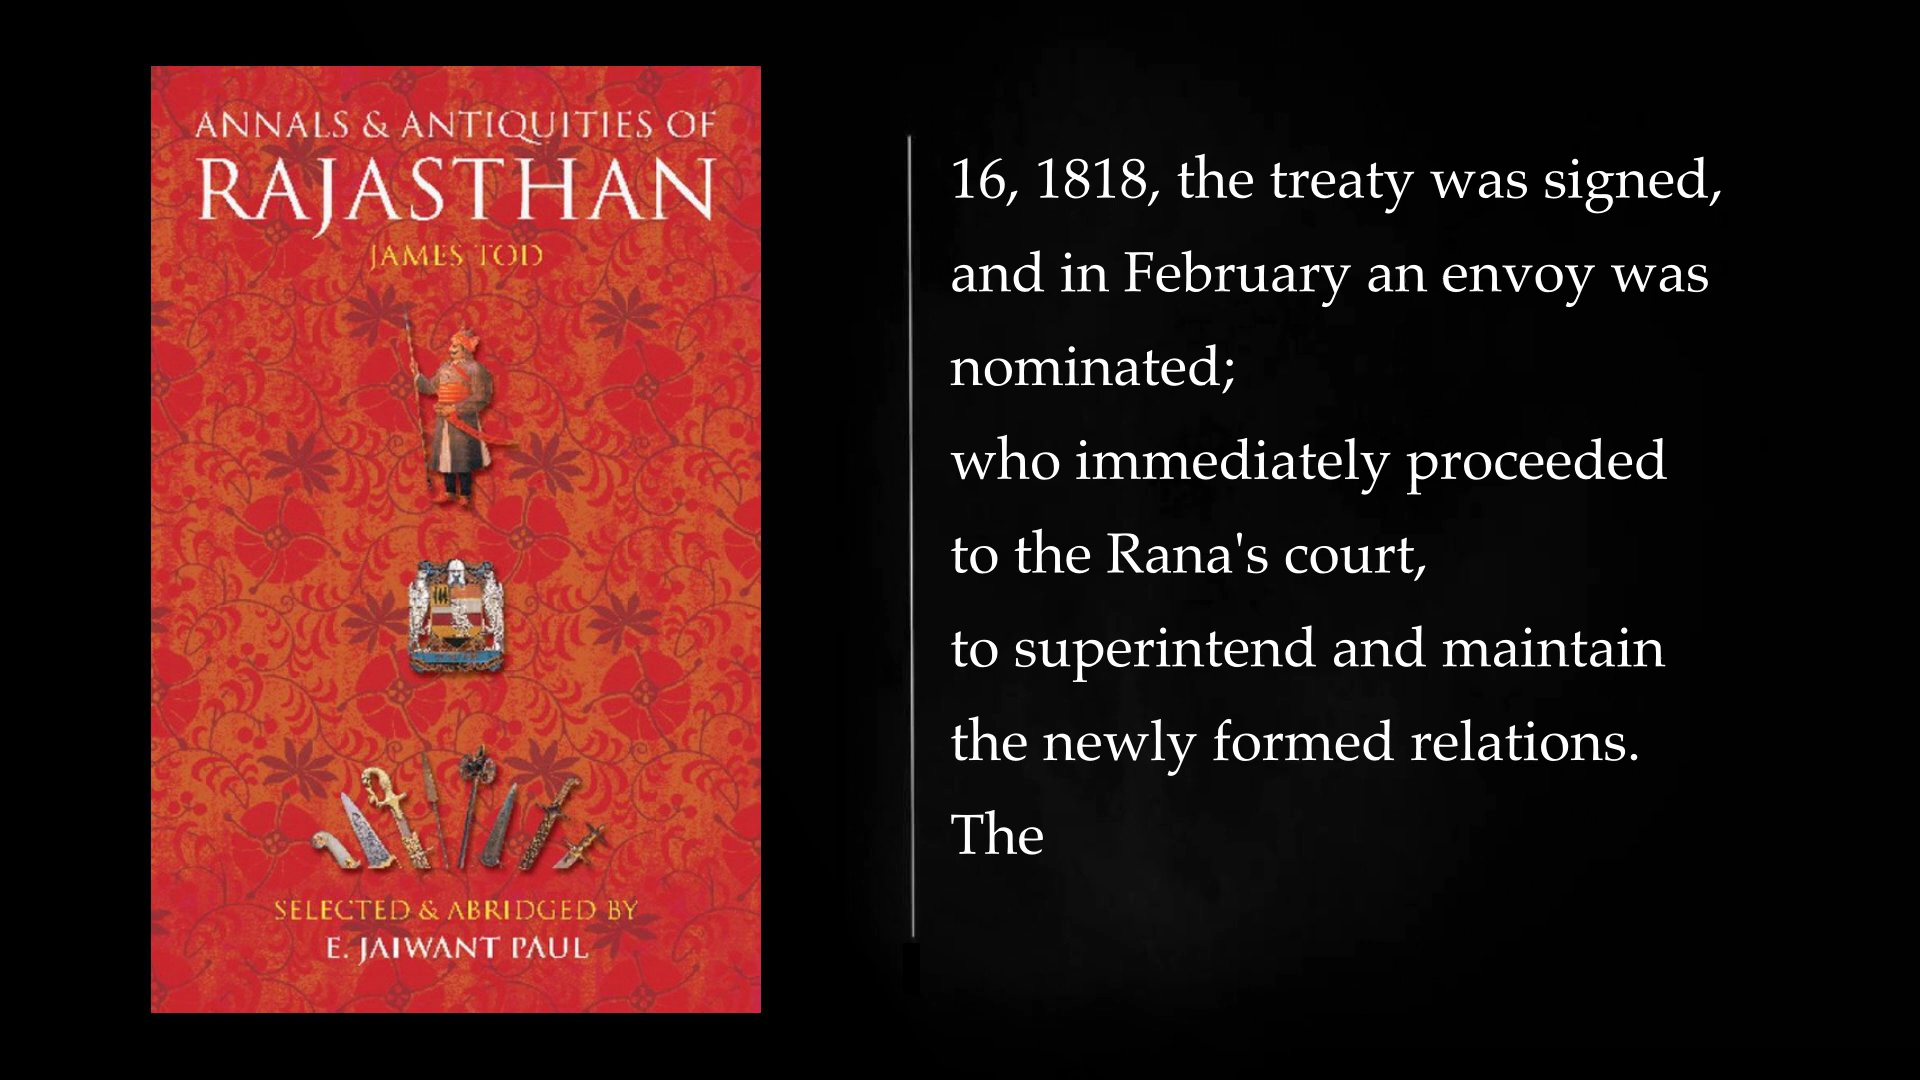 ANNALS & ANTIQUITIES OF
RAJASTHAN
JAMES TOD
SELECTED & ABRIDGED BY
E. JAIWANT PAUL
16, 1818, the treaty was signed,
and in February an envoy was
nominated;
who immediately proceeded
to the Rana's court,
to superintend and maintain
the newly formed relations.
The